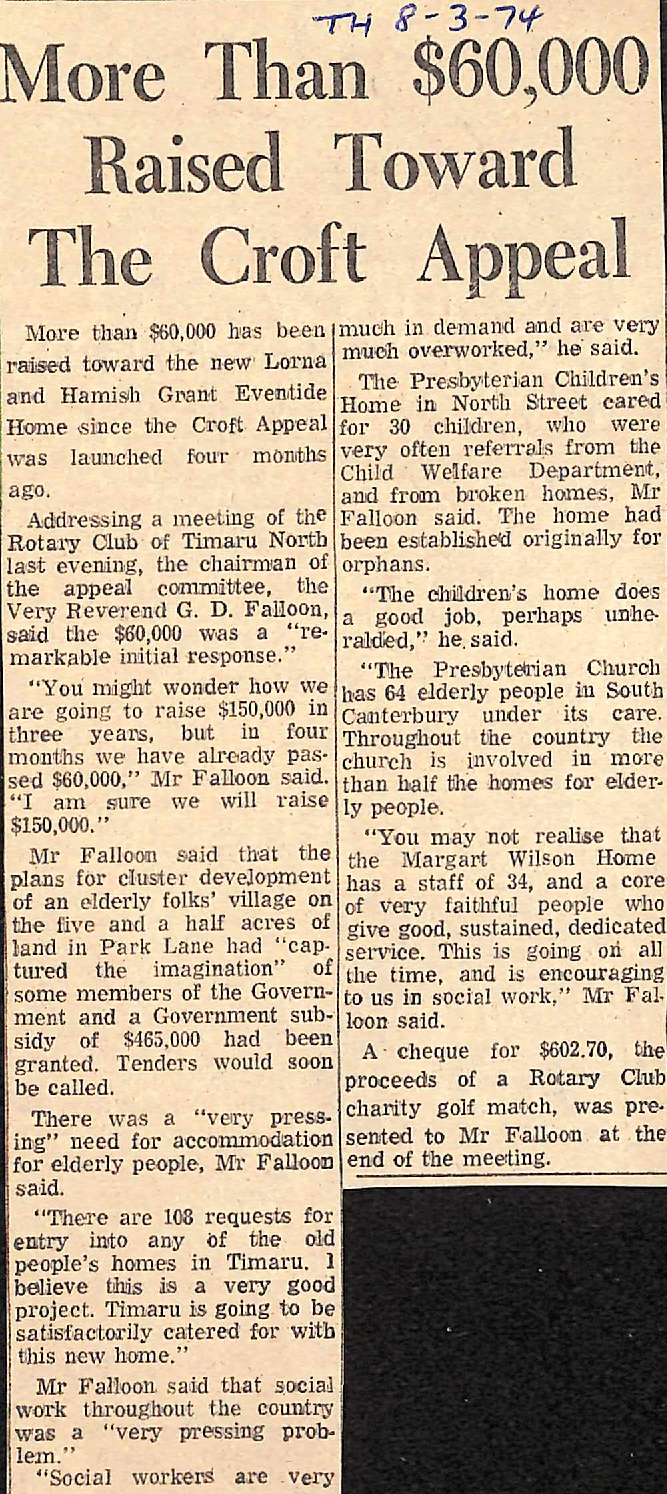 TH 8-3-74
More Than $60,000
Raised Toward
The Croft Appeal
More than $60,000 has been
raised toward the new Lorna
and Hamish Grant Eventide
Home since the Croft Appeal
was launched four months
ago.
Addressing a meeting of the
Rotary Club of Timaru North
last evening, the chairman of
the appeal committee, the
Very Reverend G. D. Falloon,
said the $60,000 was a "re-
markable initial response."
"You might wonder how we
are going to raise $150,000 in
three years, but in four
months we have already pas-
sed $60,000," Mr Falloon said.
"I am sure we will raise
$150,000."
Mr Falloon said that the
plans for cluster development
of an elderly folks' village on
the five and a half acres of
land in Park Lane had "cap-
tured the imagination" of
some members of the Govern-
ment and a Government sub-
sidy of $465,000 had been
granted. Tenders would soon
be called.
There was a "very press-
ing" need for accommodation
for elderly people, Mr Falloon
said.
"There are 108 requests for
entry into any of the old
people's homes in Timaru. I
believe this is a very good
project. Timaru is going to be
satisfactorily catered for with
this new home."
Mr Falloon said that social
work throughout the country
was a "very pressing prob-
lem."
"Social workers are very
much in demand and are very
much overworked," he said.
The Presbyterian Children's
Home in North Street cared
for 30 children, who were
very often referrals from the
Child Welfare Department,
and from broken homes, Mr
Falloon said. The home had
been established originally for
orphans.
"The children's home does
a good job, perhaps unhe-
ralded," he said.
"The Presbyterian Church
has 64 elderly people in South
Canterbury under its care.
Throughout the country the
church is involved in more
than half the homes for elder-
ly people.
"You may not realise that
the Margart Wilson Home
has a staff of 34, and a core
of very faithful people who
give good, sustained, dedicated
service. This is going on all
the time, and is encouraging
to us in social work," Mr Fal-
loon said.
A cheque for $602.70, the
proceeds of a Rotary Club
charity golf match, was pre-
sented to Mr Falloon at the
end of the meeting.